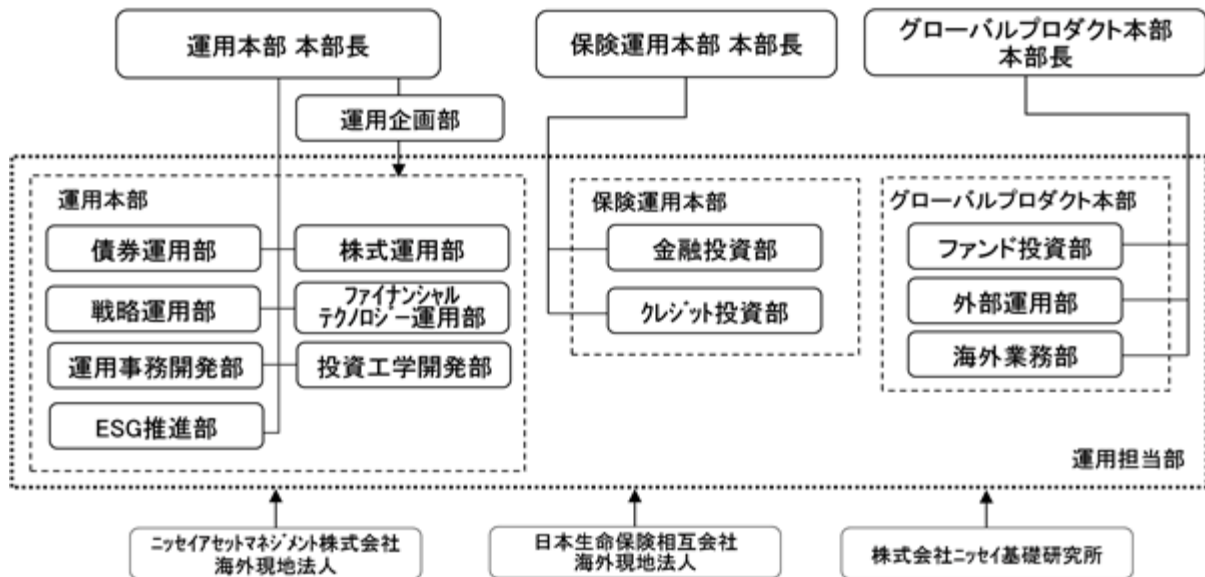 運用本部 本部長
保険運用本部 本部長
グローバルプロダクト本部
本部長
運用企画部
運用本部
債券運用部
株式運用部
戦略運用部
ファイナンシャル
テクノロジー運用部
運用事務開発部
投資工学開発部
ESG推進部
保険運用本部
金融投資部
クレジット投資部
グローバルプロダクト本部
ファンド投資部
外部運用部
海外業務部
運用担当部
ニッセイアセットマネジメント株式会社
海外現地法人
日本生命保険相互会社
海外現地法人
株式会社ニッセイ基礎研究所